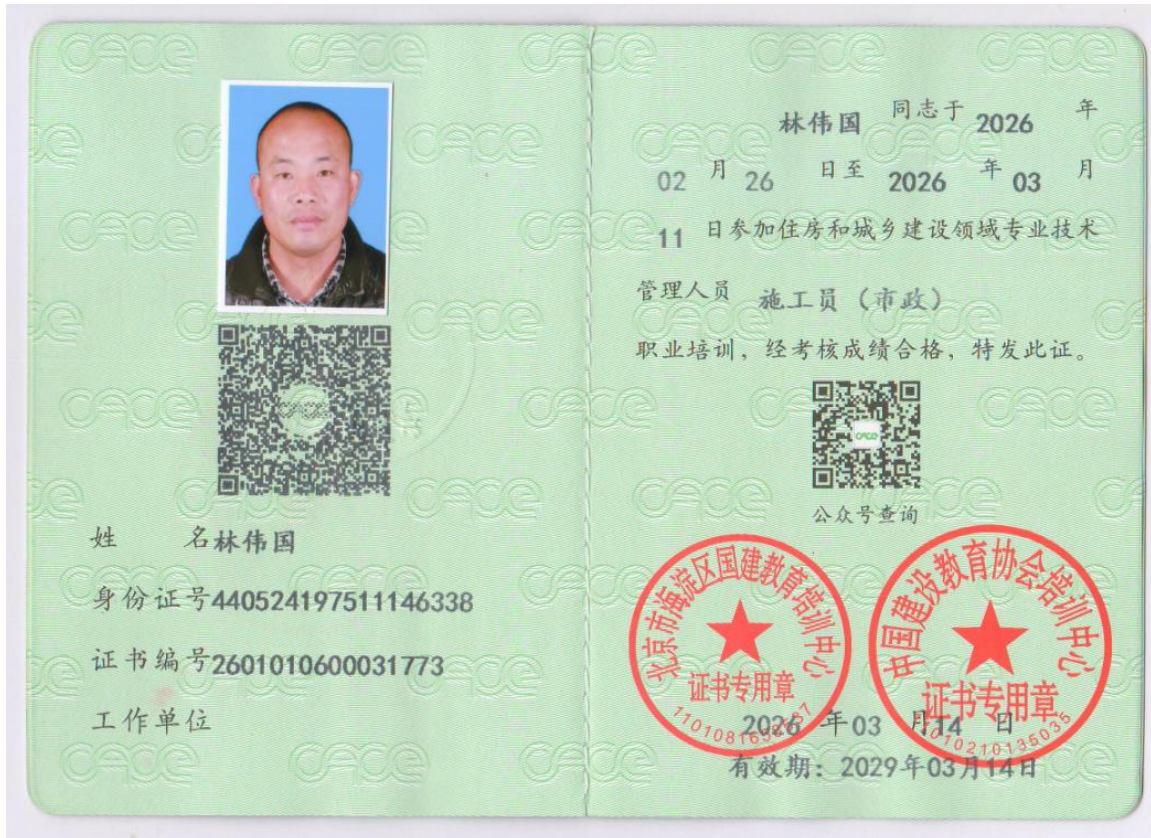 姓 名林伟国
身份证号440524197511146338
证书编号2601010600031773
工作单位
林伟国 同志于 2026 年
02 月 26 日至 2026 年 03 月
11 日参加住房和城乡建设领域专业技术
管理人员 施工员（市政）
职业培训，经考核成绩合格，特发此证。
公众号查询
北京市海淀区国建教育培训中心
证书专用章
中国建设教育协会培训中心
证书专用章
2026 年 03 月 14 日
有效期：2029年03月14日